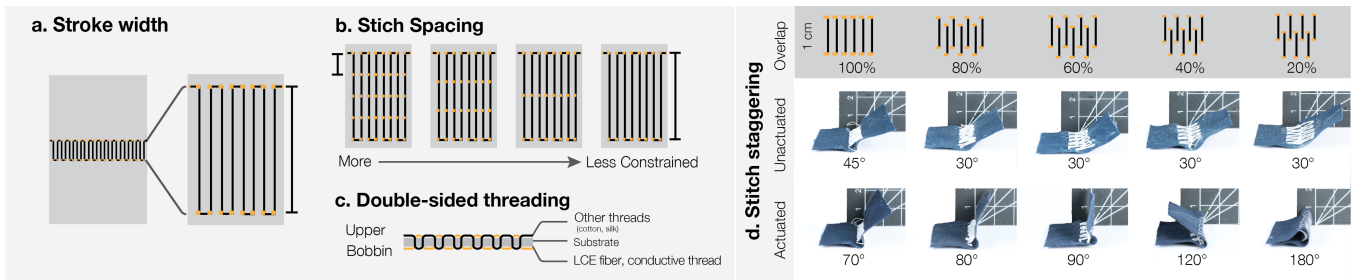 a. Stroke width
b. Stich Spacing
More
Less Constrained
c. Double-sided threading
Upper
Bobbin
Other threads
(cotton, silk)
Substrate
LCE fiber, conductive thread
d. Stitch staggering
Overlap
1 cm
100%
80%
60%
40%
20%
Unactuated
45°
30°
30°
30°
30°
Actuated
70°
80°
90°
120°
180°